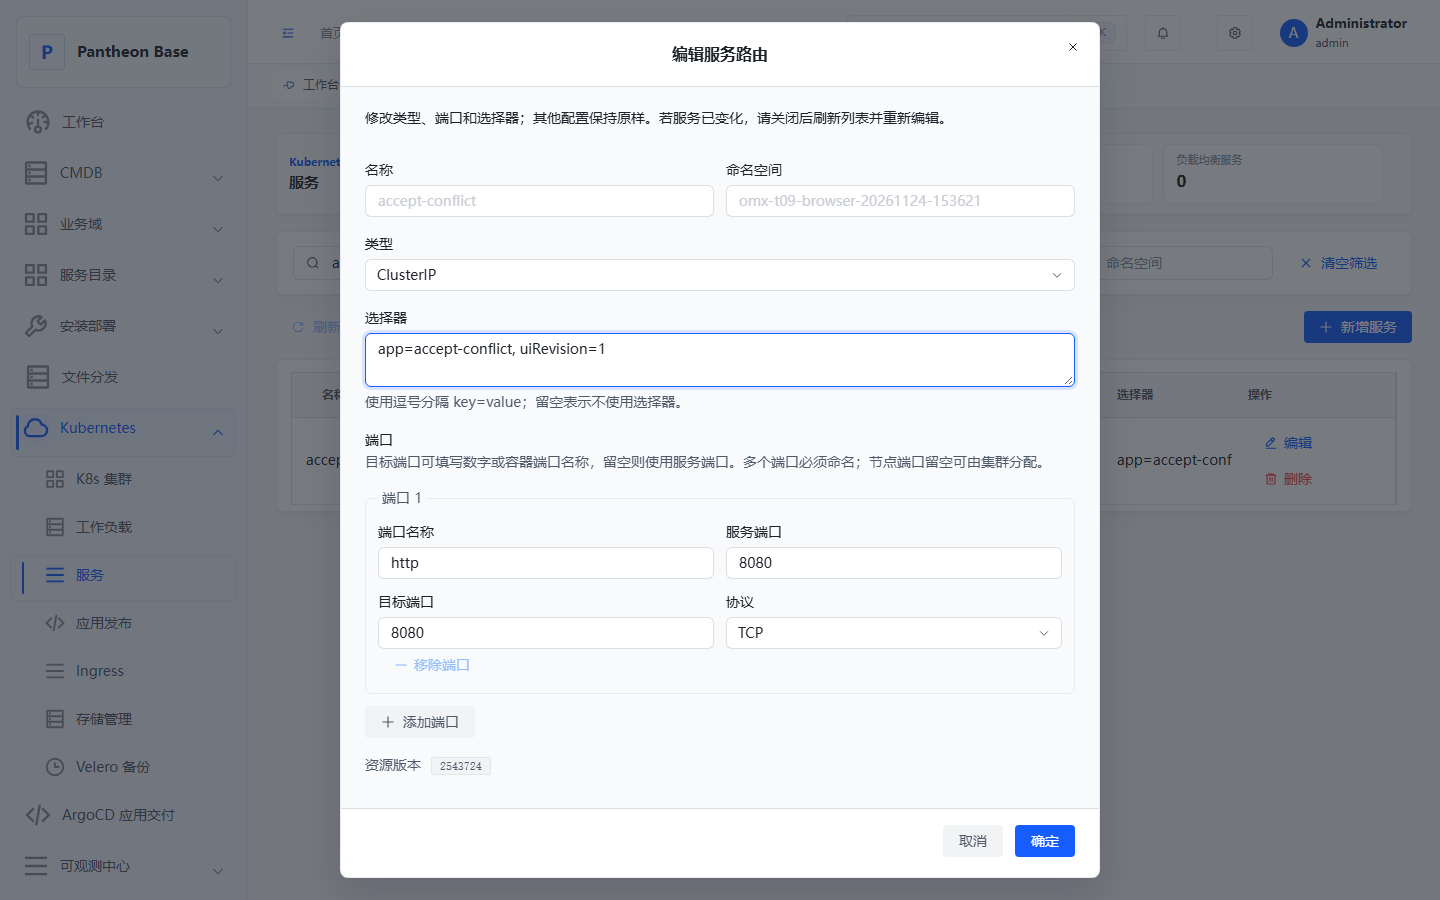 P
Pantheon Base
工作台
CMDB
业务域
服务目录
安装部署
文件分发
Kubernetes
K8s 集群
工作负载
服务
应用发布
Ingress
存储管理
Velero 备份
ArgoCD 应用交付
可观测中心
首页
K
A
Administrator
admin
工作台
服务
负载均衡服务
0
命名空间
清空筛选
刷新
新增服务
选择器
操作
app=accept-conf
编辑
删除
编辑服务路由
修改类型、端口和选择器；其他配置保持原样。若服务已变化，请关闭后刷新列表并重新编辑。
名称
命名空间
accept-conflict
omx-t09-browser-20261124-153621
类型
ClusterIP
选择器
app=accept-conflict, uiRevision=1
使用逗号分隔 key=value；留空表示不使用选择器。
端口
目标端口可填写数字或容器端口名称，留空则使用服务端口。多个端口必须命名；节点端口留空可由集群分配。
端口 1
端口名称
服务端口
http
8080
目标端口
协议
8080
TCP
移除端口
添加端口
资源版本
2543724
取消
确定